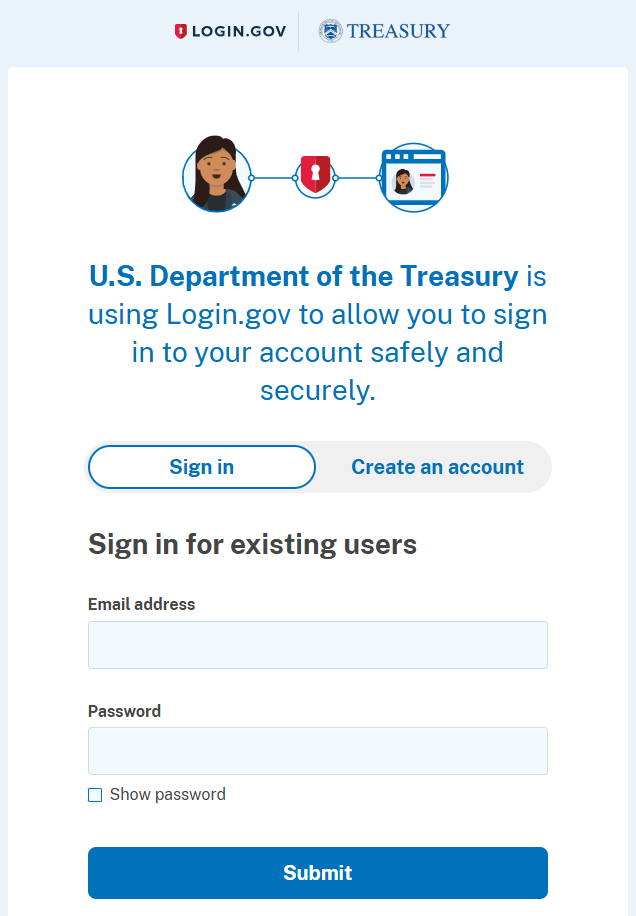 LOGIN.GOV
TREASURY
U.S. Department of the Treasury is
using Login.gov to allow you to sign
in to your account safely and
securely.
Sign in
Create an account
Sign in for existing users
Email address
Password
Show password
Submit